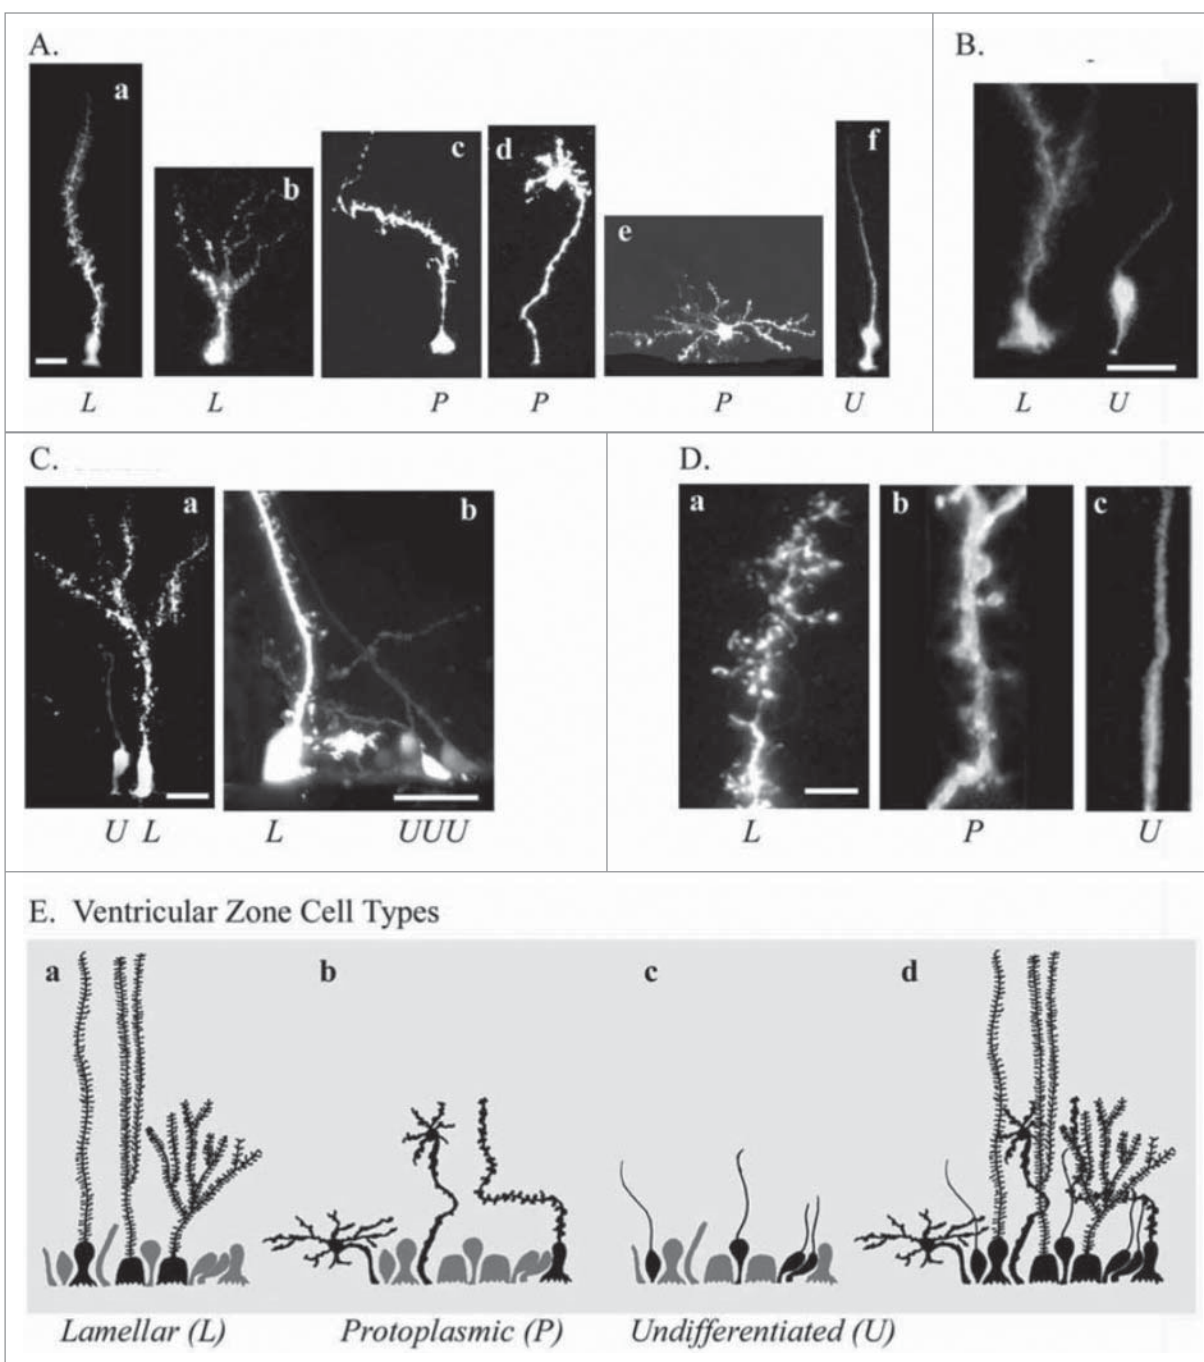 A.
B.
a
b
c
d
e
f
L
L
P
P
P
U
L
U
C.
D.
a
b
a
b
c
U L
L
UUU
L
P
U
E. Ventricular Zone Cell Types
a
b
c
d
Lamellar (L)
Protoplasmic (P)
Undifferentiated (U)